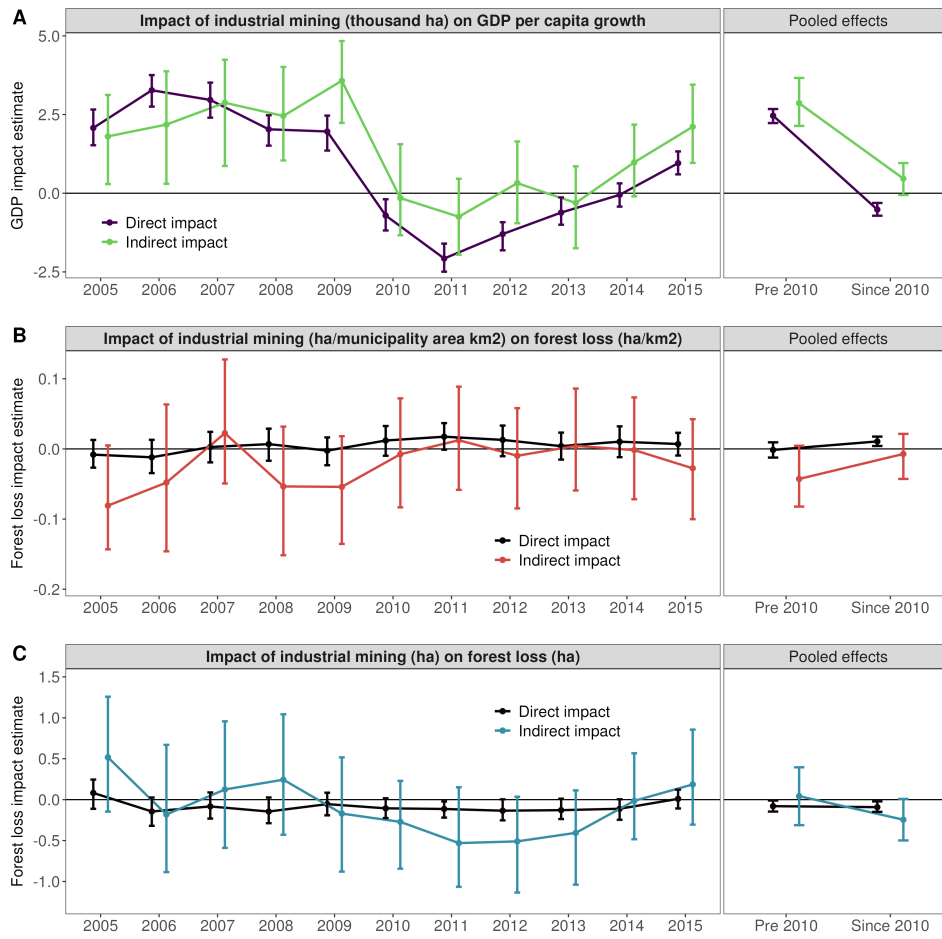 A
Impact of industrial mining (thousand ha) on GDP per capita growth
Pooled effects
GDP impact estimate
5.0
2.5
0.0
-2.5
Direct impact
Indirect impact
2005 2006 2007 2008 2009 2010 2011 2012 2013 2014 2015
Pre 2010 Since 2010
B
Impact of industrial mining (ha/municipality area km2) on forest loss (ha/km2)
Pooled effects
Forest loss impact estimate
0.1
0.0
-0.1
-0.2
Direct impact
Indirect impact
2005 2006 2007 2008 2009 2010 2011 2012 2013 2014 2015
Pre 2010 Since 2010
C
Impact of industrial mining (ha) on forest loss (ha)
Pooled effects
Forest loss impact estimate
1.5
1.0
0.5
0.0
-0.5
-1.0
Direct impact
Indirect impact
2005 2006 2007 2008 2009 2010 2011 2012 2013 2014 2015
Pre 2010 Since 2010